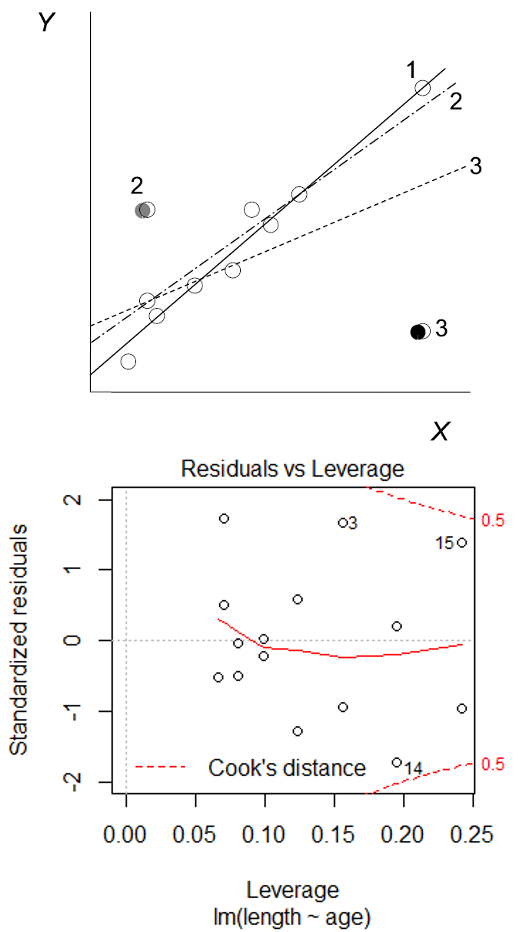 Y
1
2
3
2
3
X
Residuals vs Leverage
2
1
0
-1
-2
Standardized residuals
3
15
14
0.5
0.5
Cook's distance
0.00 0.05 0.10 0.15 0.20 0.25
Leverage
lm(length ~ age)